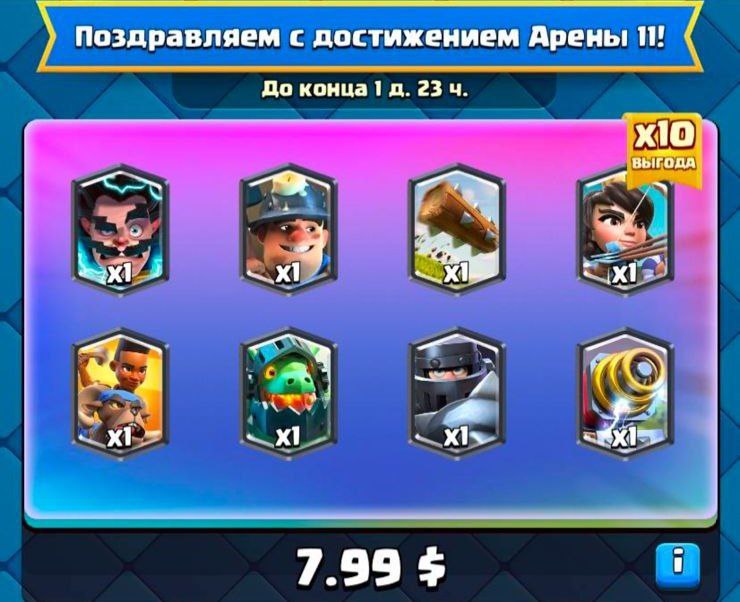 Поздравляем с достижением Арены 11!
До конца 1 д. 23 ч.
x10
ВЫГОДА
x1 x1 x1 x1
x1 x1 x1 x1
7.99 $
i